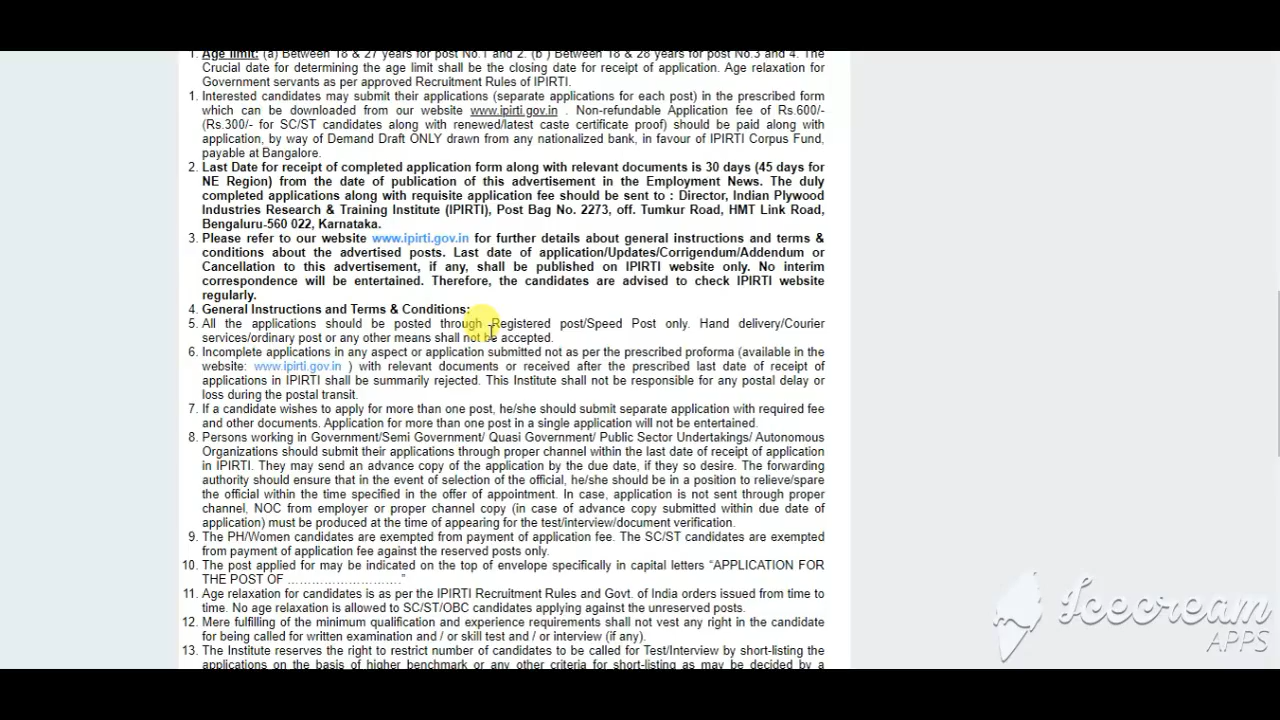 1. Age limit: (a) Between 18 & 27 years for post No.1 and 2. (b ) Between 18 & 28 years for post No.3 and 4. The
Crucial date for determining the age limit shall be the closing date for receipt of application. Age relaxation for
Government servants as per approved Recruitment Rules of IPIRTI.
1. Interested candidates may submit their applications (separate applications for each post) in the prescribed form
which can be downloaded from our website www.ipirti.gov.in . Non-refundable Application fee of Rs.600/-
(Rs.300/- for SC/ST candidates along with renewed/latest caste certificate proof) should be paid along with
application, by way of Demand Draft ONLY drawn from any nationalized bank, in favour of IPIRTI Corpus Fund,
payable at Bangalore.
2. Last Date for receipt of completed application form along with relevant documents is 30 days (45 days for
NE Region) from the date of publication of this advertisement in the Employment News. The duly
completed applications along with requisite application fee should be sent to : Director, Indian Plywood
Industries Research & Training Institute (IPIRTI), Post Bag No. 2273, off. Tumkur Road, HMT Link Road,
Bengaluru-560 022, Karnataka.
3. Please refer to our website www.ipirti.gov.in for further details about general instructions and terms &
conditions about the advertised posts. Last date of application/Updates/Corrigendum/Addendum or
Cancellation to this advertisement, if any, shall be published on IPIRTI website only. No interim
correspondence will be entertained. Therefore, the candidates are advised to check IPIRTI website
regularly.
4. General Instructions and Terms & Conditions:
5. All the applications should be posted through Registered post/Speed Post only. Hand delivery/Courier
services/ordinary post or any other means shall not be accepted.
6. Incomplete applications in any aspect or application submitted not as per the prescribed proforma (available in the
website: www.ipirti.gov.in ) with relevant documents or received after the prescribed last date of receipt of
applications in IPIRTI shall be summarily rejected. This Institute shall not be responsible for any postal delay or
loss during the postal transit.
7. If a candidate wishes to apply for more than one post, he/she should submit separate application with required fee
and other documents. Application for more than one post in a single application will not be entertained.
8. Persons working in Government/Semi Government/ Quasi Government/ Public Sector Undertakings/ Autonomous
Organizations should submit their applications through proper channel within the last date of receipt of application
in IPIRTI. They may send an advance copy of the application by the due date, if they so desire. The forwarding
authority should ensure that in the event of selection of the official, he/she should be in a position to relieve/spare
the official within the time specified in the offer of appointment. In case, application is not sent through proper
channel, NOC from employer or proper channel copy (in case of advance copy submitted within due date of
application) must be produced at the time of appearing for the test/interview/document verification.
9. The PH/Women candidates are exempted from payment of application fee. The SC/ST candidates are exempted
from payment of application fee against the reserved posts only.
10. The post applied for may be indicated on the top of envelope specifically in capital letters “APPLICATION FOR
THE POST OF ……………………….”
11. Age relaxation for candidates is as per the IPIRTI Recruitment Rules and Govt. of India orders issued from time to
time. No age relaxation is allowed to SC/ST/OBC candidates applying against the unreserved posts.
12. Mere fulfilling of the minimum qualification and experience requirements shall not vest any right in the candidate
for being called for written examination and / or skill test and / or interview (if any).
13. The Institute reserves the right to restrict number of candidates to be called for Test/Interview by short-listing the
applications on the basis of higher benchmark or any other criteria for short-listing as may be decided by a
Icecream
APPS